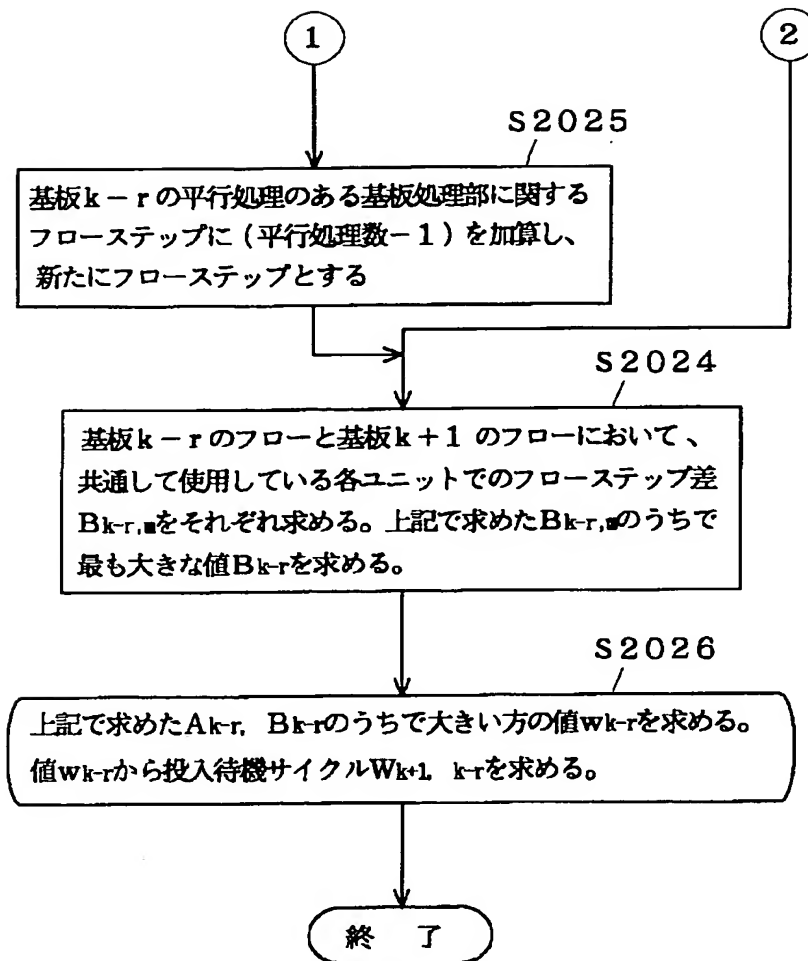 1
2
S2025
基板k-rの平行処理のある基板処理部に関する
フローステップに(平行処理数-1)を加算し、
新たにフローステップとする
S2024
基板k-rのフローと基板k+1のフローにおいて、
共通して使用している各ユニットでのフローステップ差
Bk-r,mをそれぞれ求める。上記で求めたBk-r,mのうちで
最も大きな値Bk-rを求める。
S2026
上記で求めたAk-r, Bk-rのうちで大きい方の値wk-rを求める。
値wk-rから投入待機サイクルWk+1, k-rを求める。
終 了